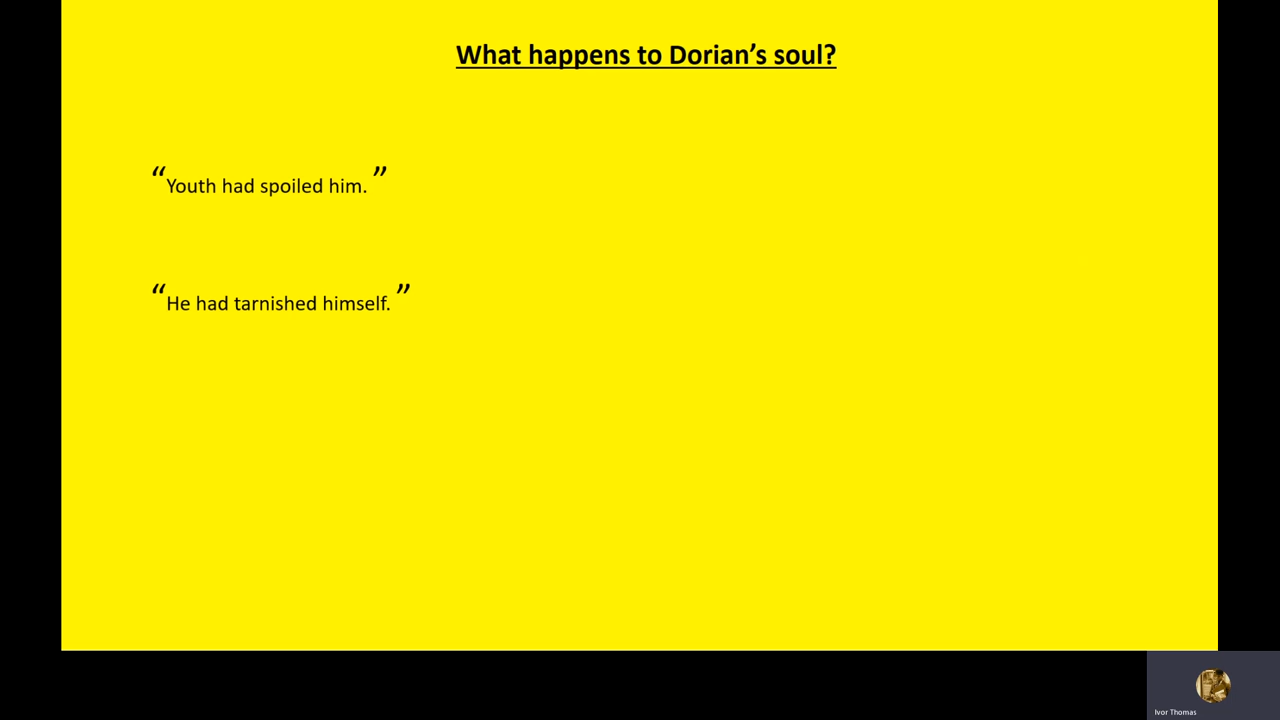 What happens to Dorian’s soul?
“Youth had spoiled him.”
“He had tarnished himself.”
Ivor Thomas